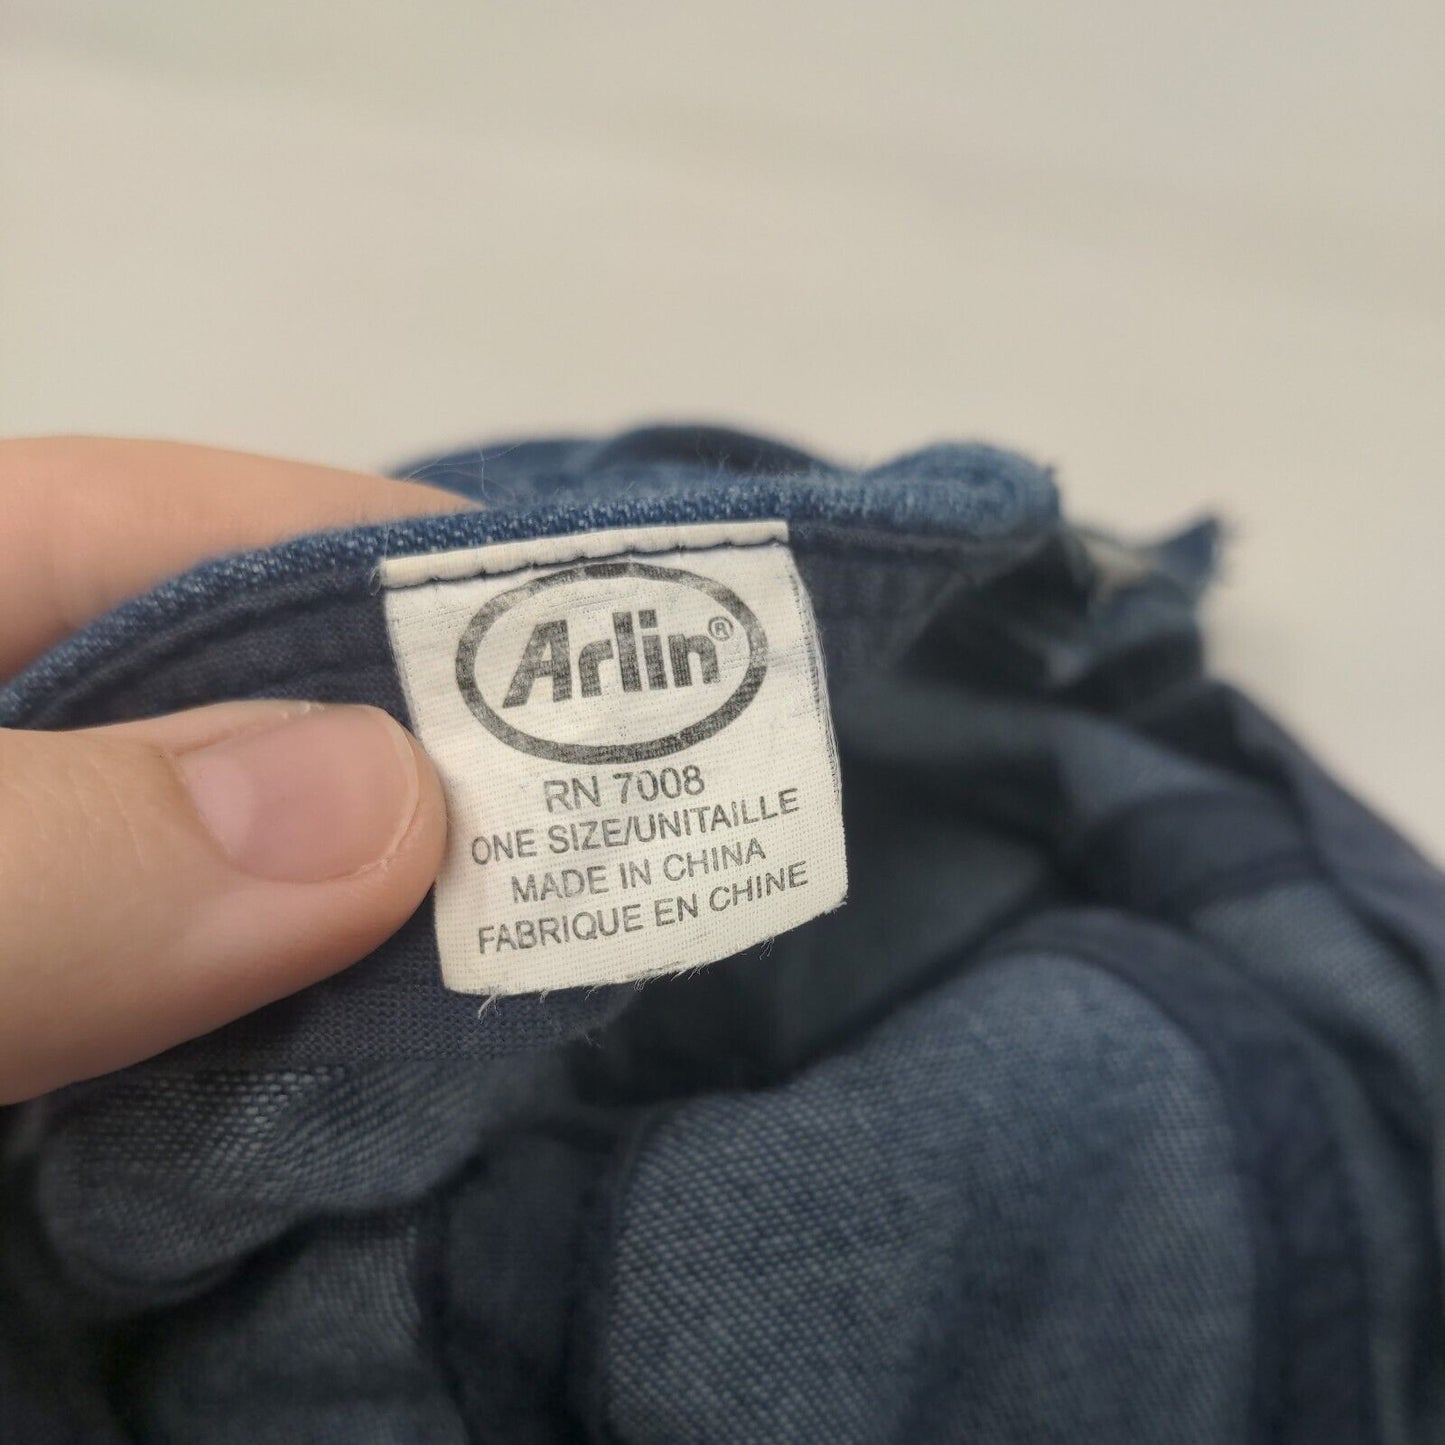 Arlin®
RN 7008
ONE SIZE/UNITAILLE
MADE IN CHINA
FABRIQUE EN CHINE